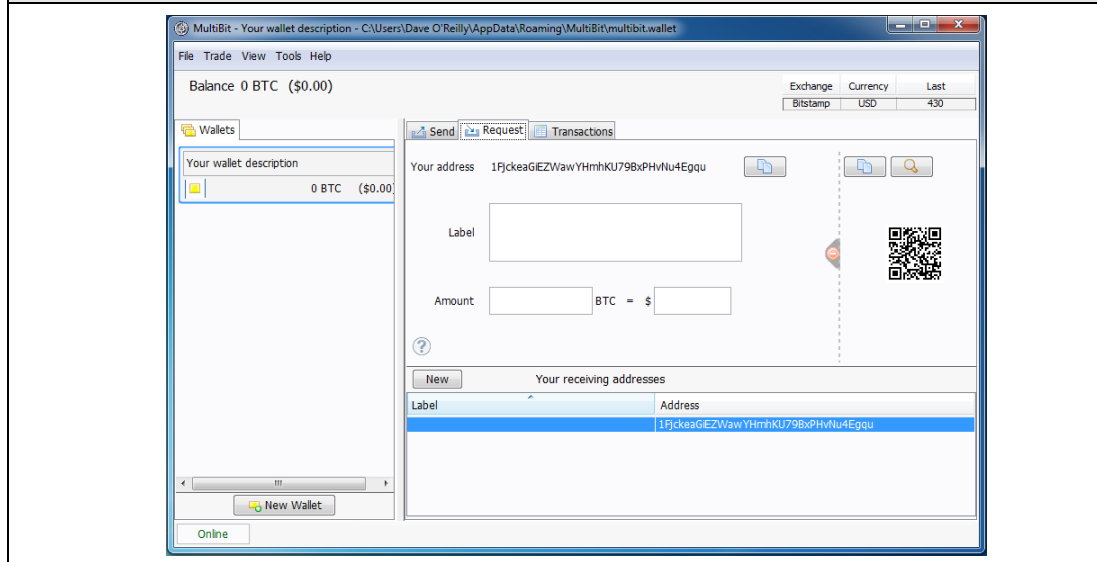 MultiBit - Your wallet description - C:\Users\Dave O'Reilly\AppData\Roaming\MultiBit\multibit.wallet
File Trade View Tools Help
Balance 0 BTC ($0.00)
Exchange Currency Last
Bitstamp USD 430
Wallets
Send Request Transactions
Your wallet description
0 BTC ($0.00)
Your address 1FjckeaGiEZWawYHmhKU79BxPHvNu4Egqu
Label
Amount BTC = $
?
New Your receiving addresses
Label Address
1FjckeaGiEZWawYHmhKU79BxPHvNu4Egqu
New Wallet
Online